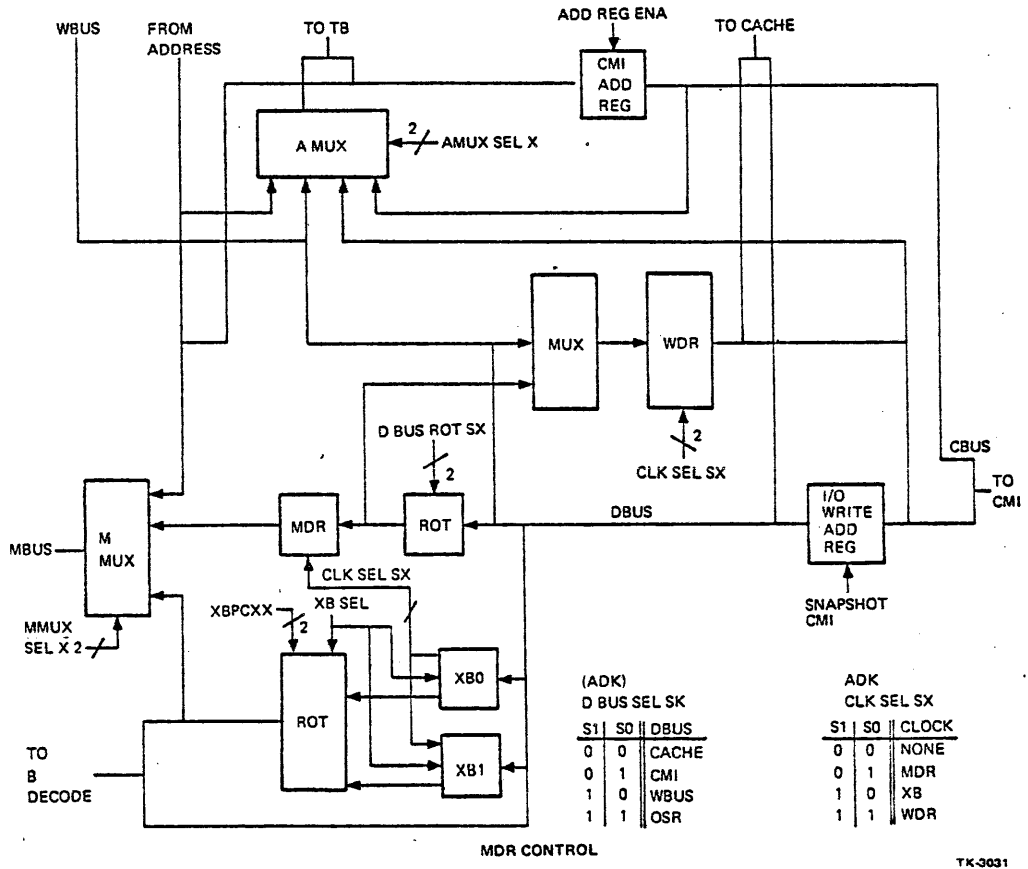 ADD REG ENA
WBUS
FROM
ADDRESS
TO TB
TO CACHE
CMI
ADD
REG
A MUX
2
AMUX SEL X
MUX
WDR
D BUS ROT SX
2
2
CLK SEL SX
CBUS
TO
CMI
M
MUX
MBUS
MDR
ROT
DBUS
I/O
WRITE
ADD
REG
CLK SEL SX
XB SEL
XBPCXX
2
SNAPSHOT
CMI
MMUX
SEL X 2
ROT
XB0
XB1
TO
B
DECODE
(ADK)
D BUS SEL SK
S1 S0 DBUS
0 0 CACHE
0 1 CMI
1 0 WBUS
1 1 OSR
ADK
CLK SEL SX
S1 S0 CLOCK
0 0 NONE
0 1 MDR
1 0 XB
1 1 WDR
MDR CONTROL
TK-3031